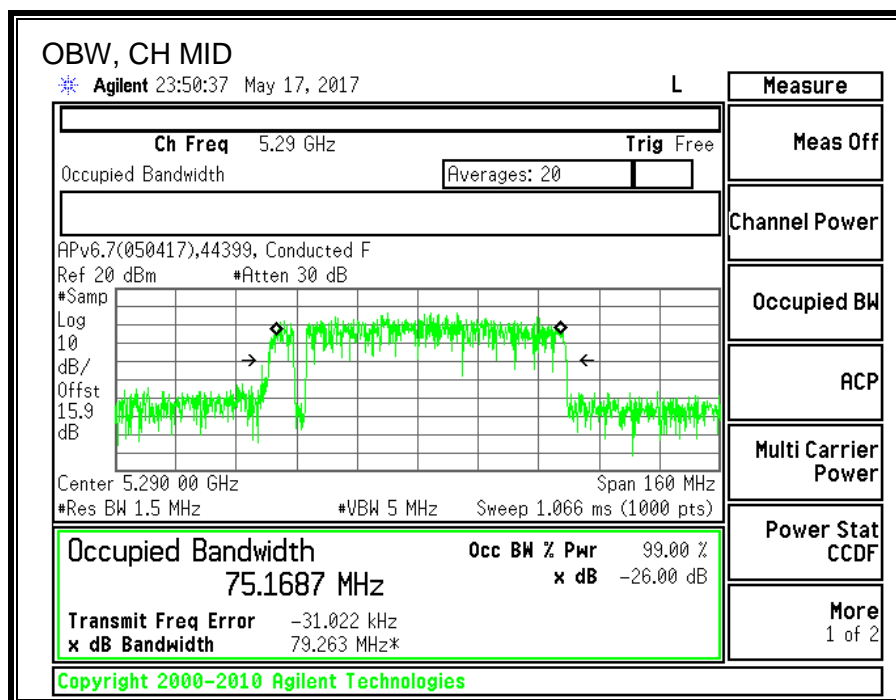 OBW, CH MID
Agilent 23:50:37 May 17, 2017 L
Measure
Ch Freq 5.29 GHz Trig Free
Meas Off
Occupied Bandwidth Averages: 20
Channel Power
APv6.7(050417),44399, Conducted F
Ref 20 dBm #Atten 30 dB
#Samp
Log
10
dB/
Offst
15.9
dB
Occupied BW
ACP
Center 5.290 00 GHz Span 160 MHz
#Res BW 1.5 MHz #VBW 5 MHz Sweep 1.066 ms (1000 pts)
Multi Carrier
Power
Occupied Bandwidth Occ BW % Pwr 99.00 %
75.1687 MHz x dB -26.00 dB
Transmit Freq Error -31.022 kHz
x dB Bandwidth 79.263 MHz*
Power Stat
CCDF
More
1 of 2
Copyright 2000-2010 Agilent Technologies